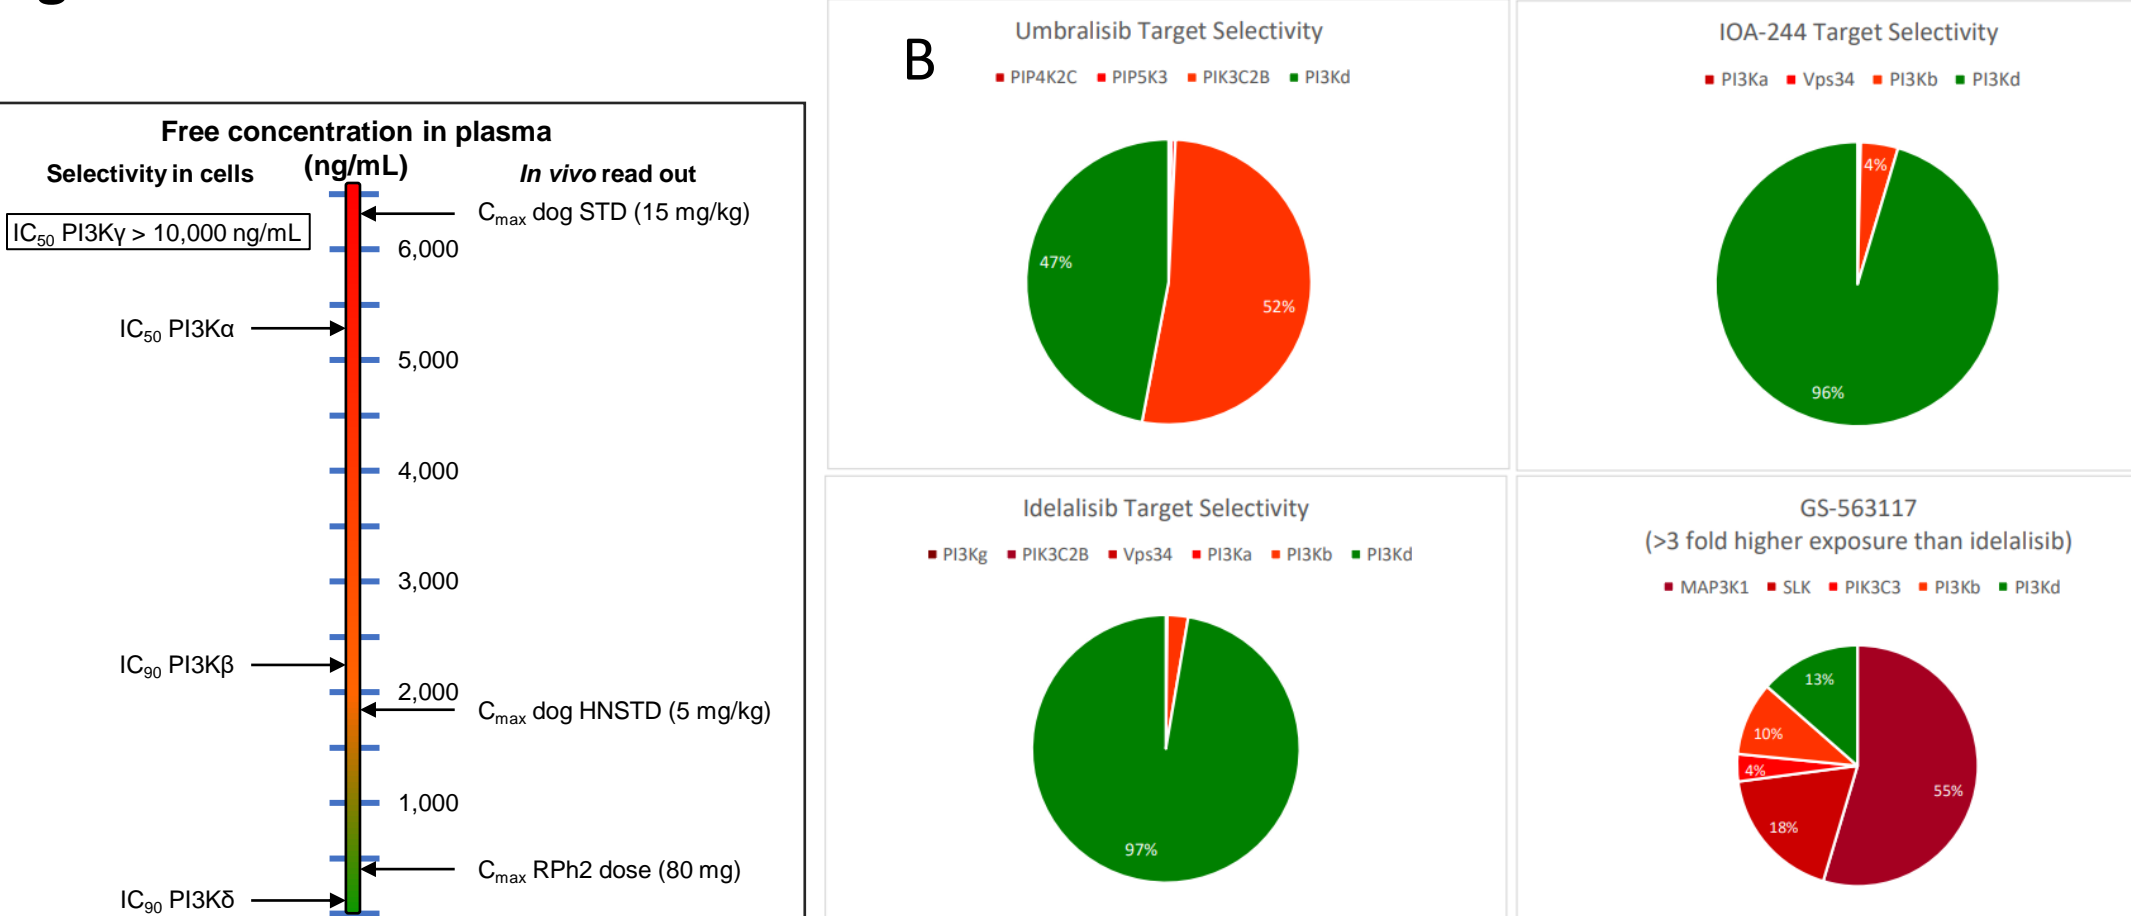 Free concentration in plasma
(ng/mL)
Selectivity in cells
In vivo read out
Cmax dog STD (15 mg/kg)
IC50 PI3Kγ > 10,000 ng/mL
6,000
IC50 PI3Kα
5,000
4,000
3,000
IC90 PI3Kβ
2,000
Cmax dog HNSTD (5 mg/kg)
1,000
Cmax RPh2 dose (80 mg)
IC90 PI3Kδ
B
Umbralisib Target Selectivity
PIP4K2C PIP5K3 PIK3C2B PI3Kd
47%
52%
IOA-244 Target Selectivity
PI3Ka Vps34 PI3Kb PI3Kd
4%
96%
Idelalisib Target Selectivity
PI3Kg PIK3C2B Vps34 PI3Ka PI3Kb PI3Kd
97%
GS-563117
(>3 fold higher exposure than idelalisib)
MAP3K1 SLK PIK3C3 PI3Kb PI3Kd
13%
10%
4%
55%
18%